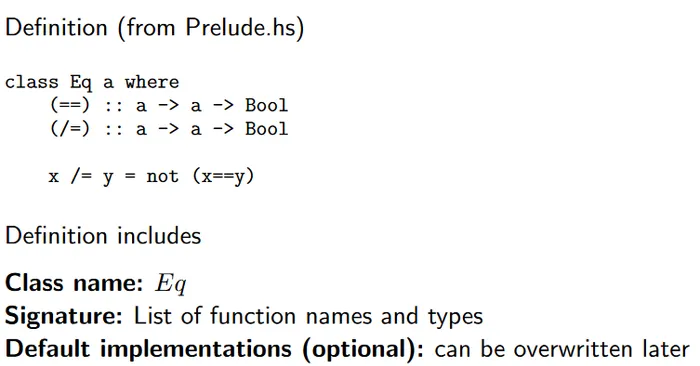 Definition (from Prelude.hs)
class Eq a where
    (==) :: a -> a -> Bool
    (/=) :: a -> a -> Bool
    x /= y = not (x==y)
Definition includes
Class name: Eq
Signature: List of function names and types
Default implementations (optional): can be overwritten later